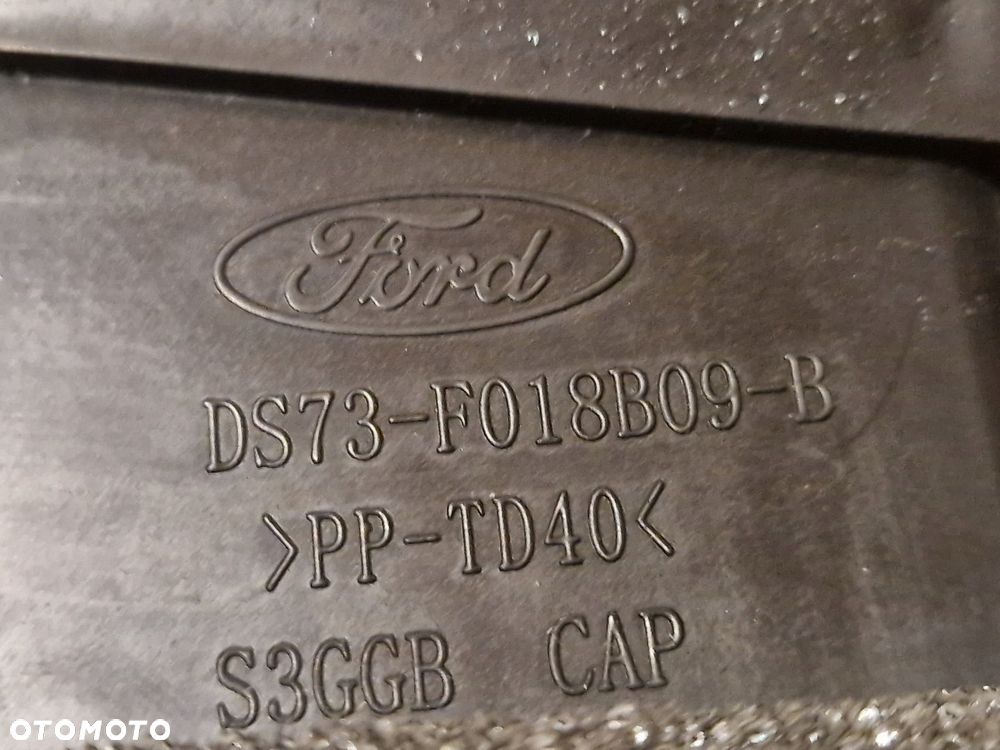 Ford
DS73-F018B09-B
>PP-TD40<
S3GGB CAP
OTOMOTO